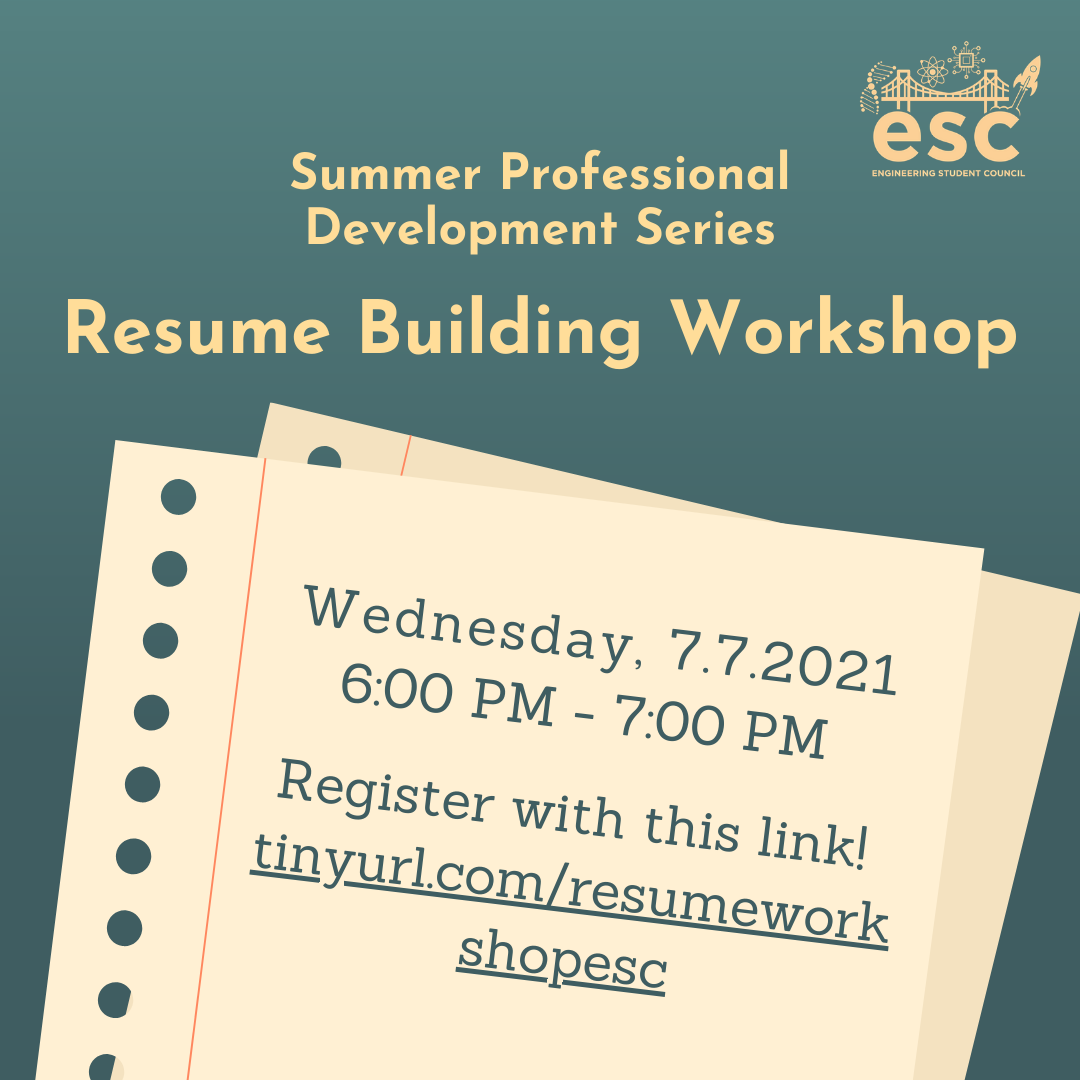 esc
ENGINEERING STUDENT COUNCIL
Summer Professional
Development Series
Resume Building Workshop
Wednesday, 7.7.2021
6:00 PM - 7:00 PM
Register with this link!
tinyurl.com/resumework
shopesc